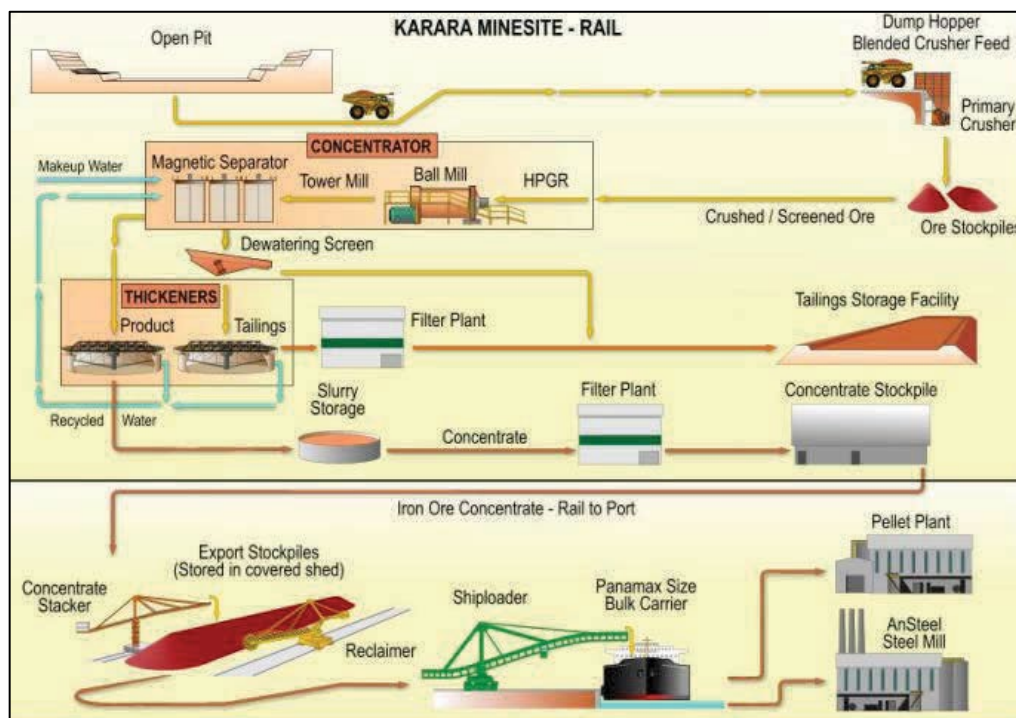 KARARA MINESITE - RAIL
Open Pit
Dump Hopper
Blended Crusher Feed
Primary
Crusher
CONCENTRATOR
Makeup Water
Magnetic Separator
Tower Mill
Ball Mill
HPGR
Crushed / Screened Ore
Ore Stockpiles
Dewatering Screen
THICKENERS
Product
Tailings
Filter Plant
Tailings Storage Facility
Recycled Water
Slurry
Storage
Concentrate
Filter Plant
Concentrate Stockpile
Iron Ore Concentrate - Rail to Port
Concentrate
Stacker
Export Stockpiles
(Stored in covered shed)
Reclaimer
Shiploader
Panamax Size
Bulk Carrier
Pellet Plant
AnSteel
Steel Mill